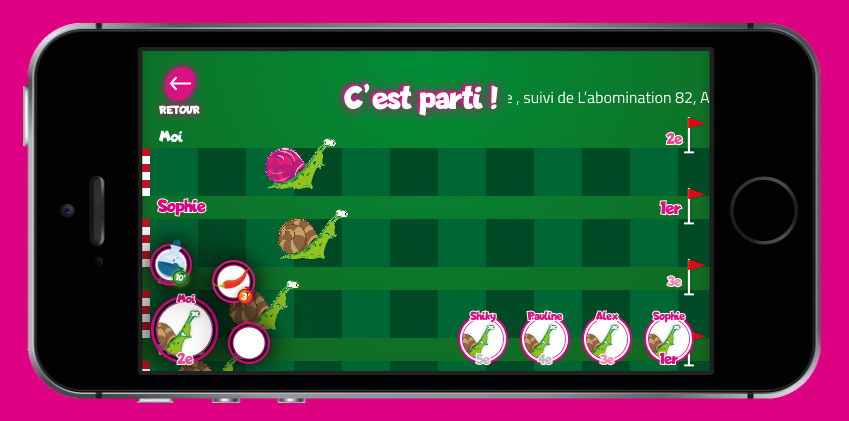 C'est parti !
e , suivi de L'abomination 82, A
RETOUR
Moi
2e
Sophie
1er
3e
10'
3'
Moi
2e
Shiky
5e
Pauline
4e
Alex
3e
Sophie
1er